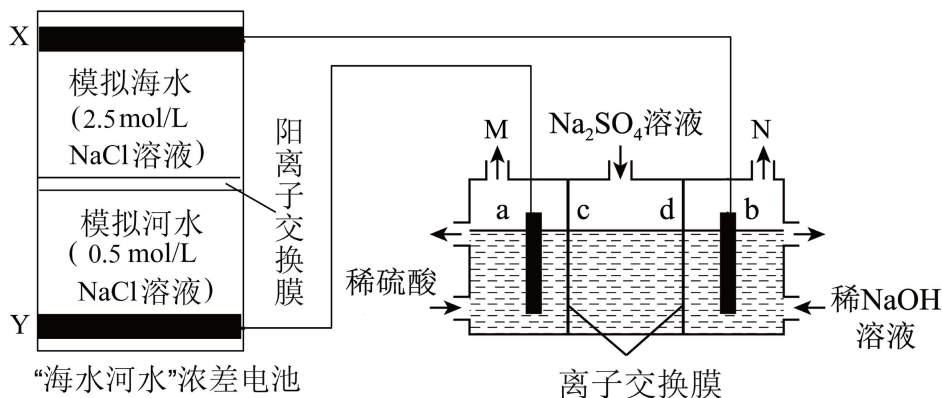 X
模拟海水
(2.5mol/L
NaCl溶液)
阳离子交换膜
模拟河水
( 0.5 mol/L
NaCl溶液)
Y
“海水河水”浓差电池
M
Na₂SO₄溶液
N
a
c
d
b
稀硫酸
稀NaOH
溶液
离子交换膜